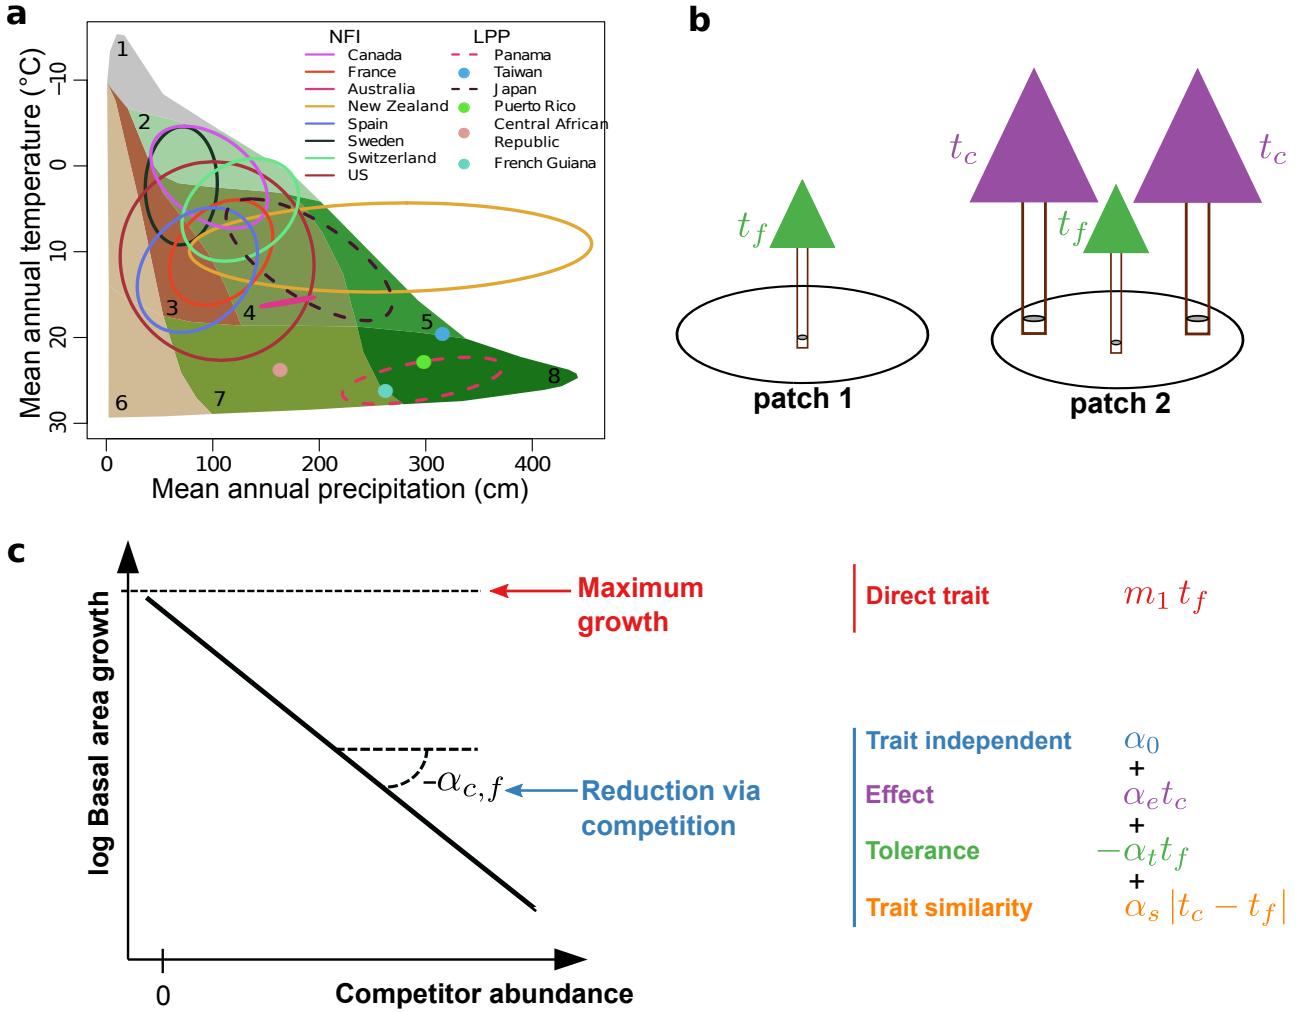 a
NFI
Canada
France
Australia
New Zealand
Spain
Sweden
Switzerland
US
LPP
Panama
Taiwan
Japan
Puerto Rico
Central African
Republic
French Guiana
1
2
3
4
5
6
7
8
−10
0
10
20
30
Mean annual temperature (°C)
0
100
200
300
400
Mean annual precipitation (cm)
b
t_f
patch 1
t_c
t_f
t_c
patch 2
c
log Basal area growth
Maximum
growth
-α_{c,f}
Reduction via
competition
0
Competitor abundance
Direct trait
m_1 t_f
Trait independent
α_0
+
Effect
α_e t_c
+
Tolerance
−α_t t_f
+
Trait similarity
α_s |t_c − t_f|